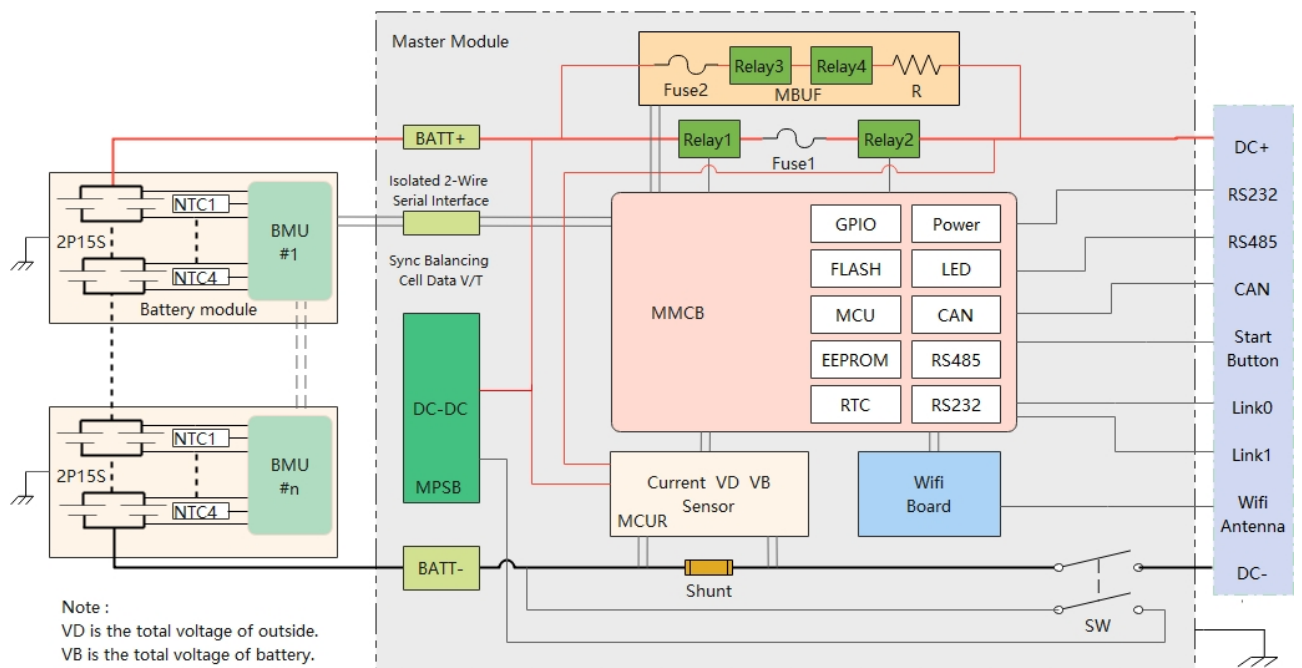 Master Module
Fuse2
Relay3
Relay4
R
MBUF
BATT+
Relay1
Fuse1
Relay2
DC+
RS232
RS485
CAN
Start
Button
Link0
Link1
Wifi
Antenna
DC-
Isolated 2-Wire
Serial Interface
Sync Balancing
Cell Data V/T
NTC1
2P15S
NTC4
BMU
#1
Battery module
MMCB
GPIO
Power
FLASH
LED
MCU
CAN
EEPROM
RS485
RTC
RS232
DC-DC
MPSB
NTC1
2P15S
NTC4
BMU
#n
Current VD VB
Sensor
MCUR
Wifi
Board
BATT-
Shunt
SW
Note :
VD is the total voltage of outside.
VB is the total voltage of battery.